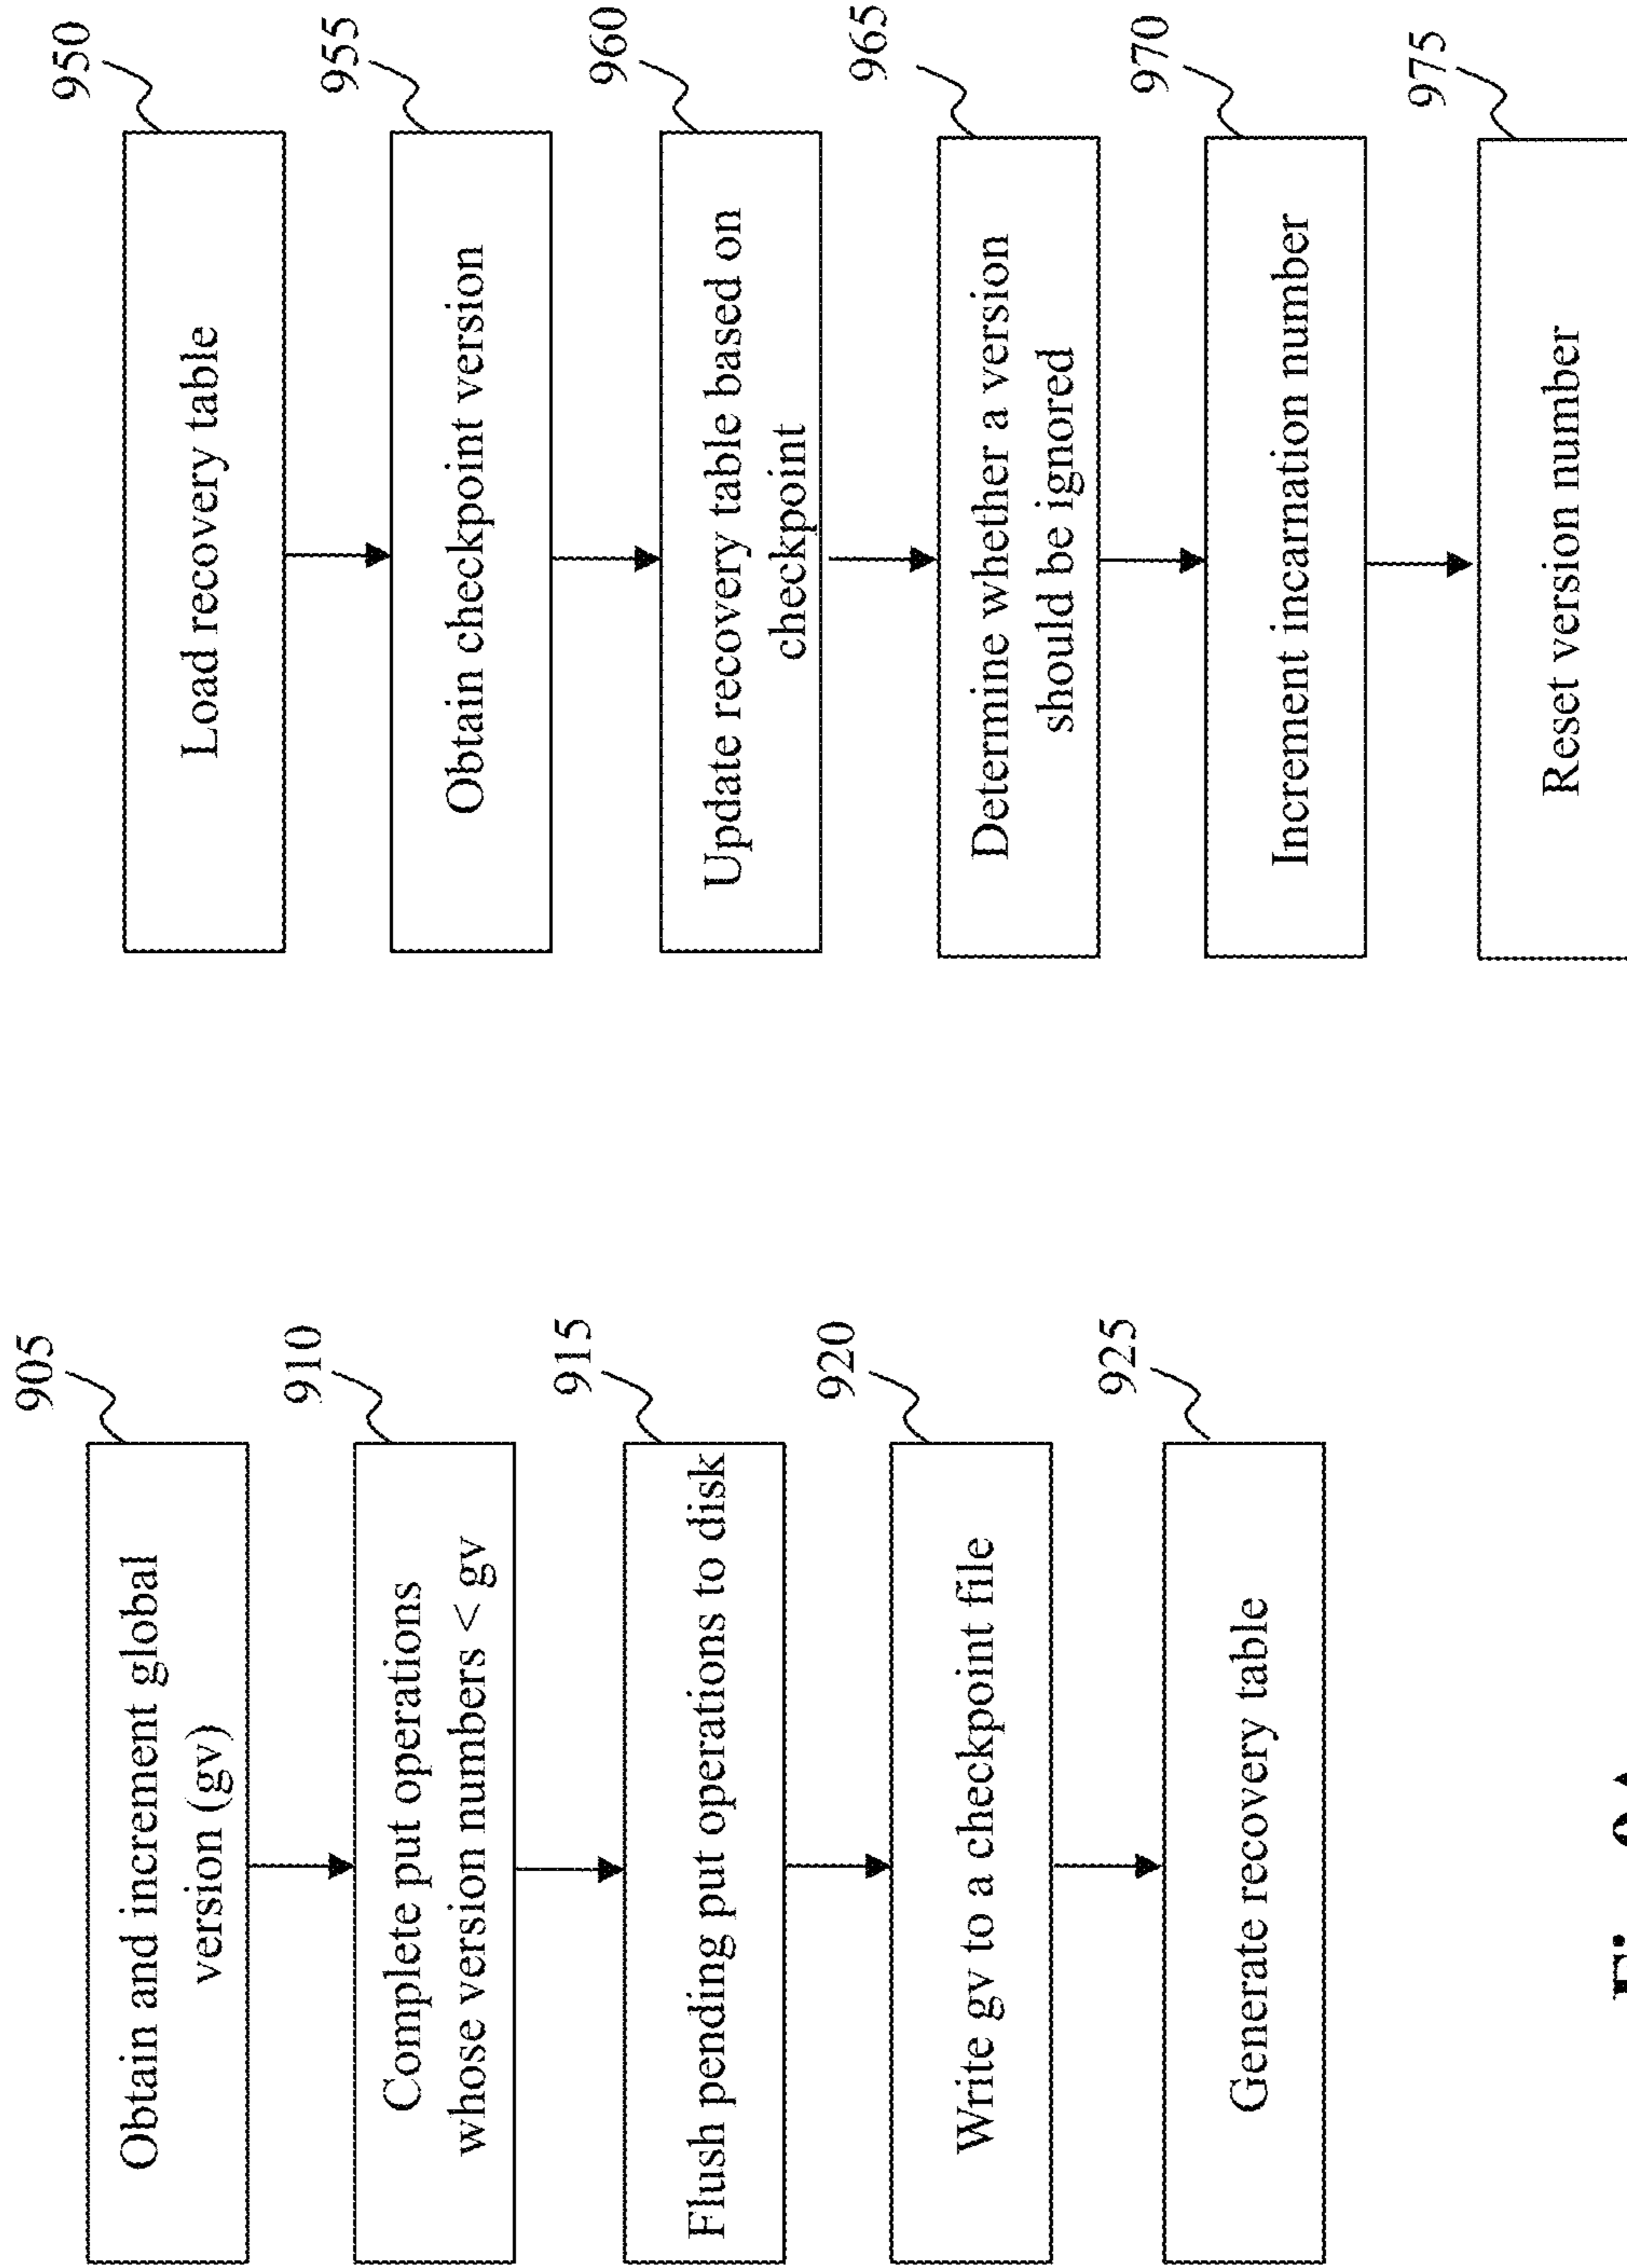 905
Obtain and increment global
version (gv)
910
Complete put operations
whose version numbers < gv
915
Flush pending put operations to disk
920
Write gv to a checkpoint file
925
Generate recovery table
950
Load recovery table
955
Obtain checkpoint version
960
Update recovery table based on
checkpoint
965
Determine whether a version
should be ignored
970
Increment incarnation number
975
Reset version number